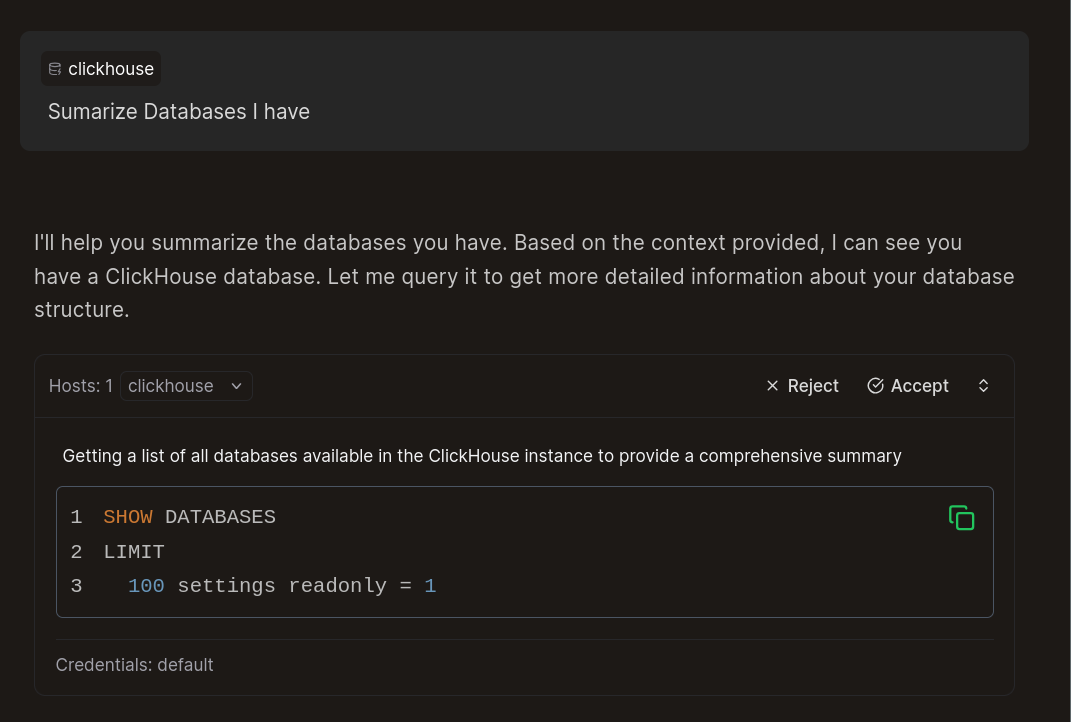 clickhouse
Sumarize Databases I have
I'll help you summarize the databases you have. Based on the context provided, I can see you
have a ClickHouse database. Let me query it to get more detailed information about your database
structure.
Hosts: 1 clickhouse Reject Accept
Getting a list of all databases available in the ClickHouse instance to provide a comprehensive summary
1 SHOW DATABASES
2 LIMIT
3 100 settings readonly = 1
Credentials: default